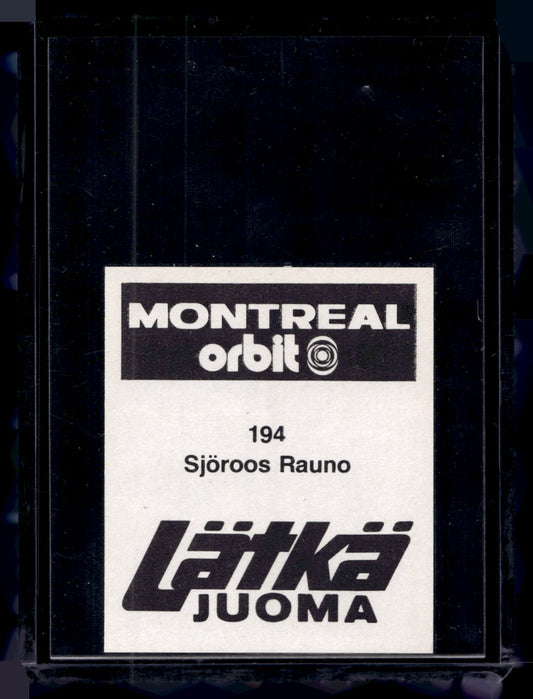 MONTREAL
orbit
194
Sjöroos Rauno
Lätkä
JUOMA